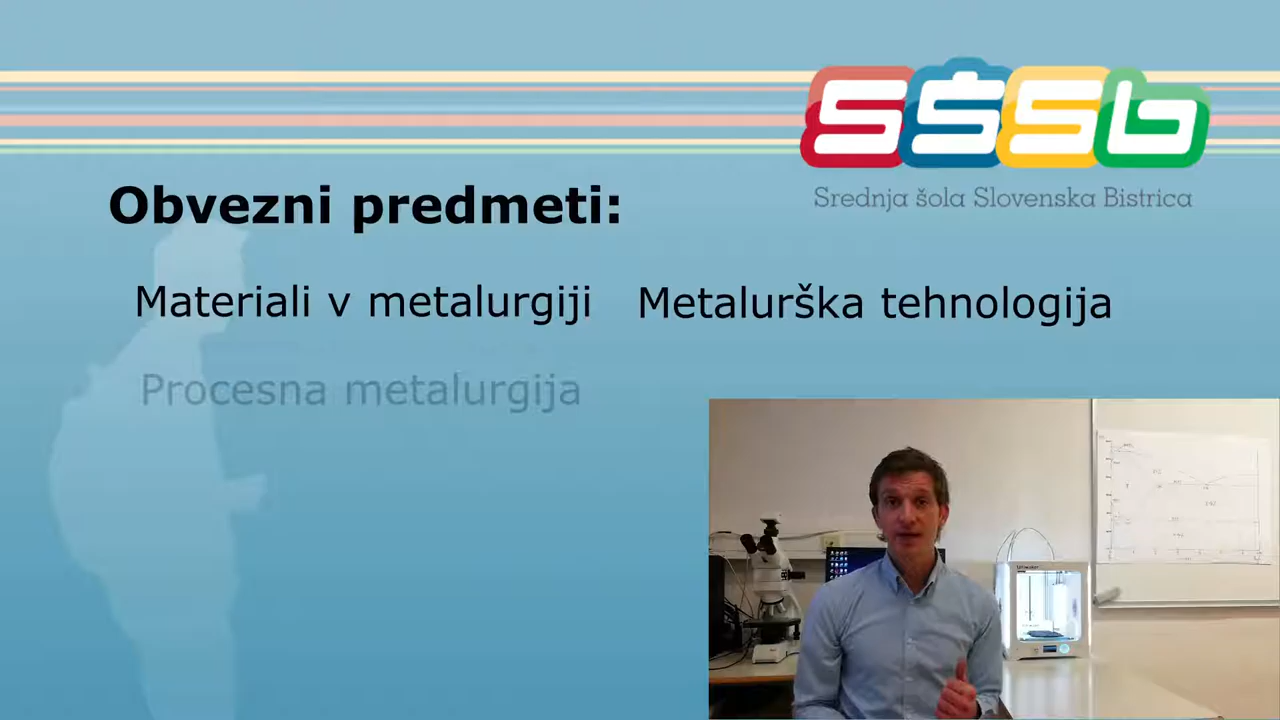 SŠSb
Srednja šola Slovenska Bistrica
Obvezni predmeti:
Materiali v metalurgiji Metalurška tehnologija
Procesna metalurgija